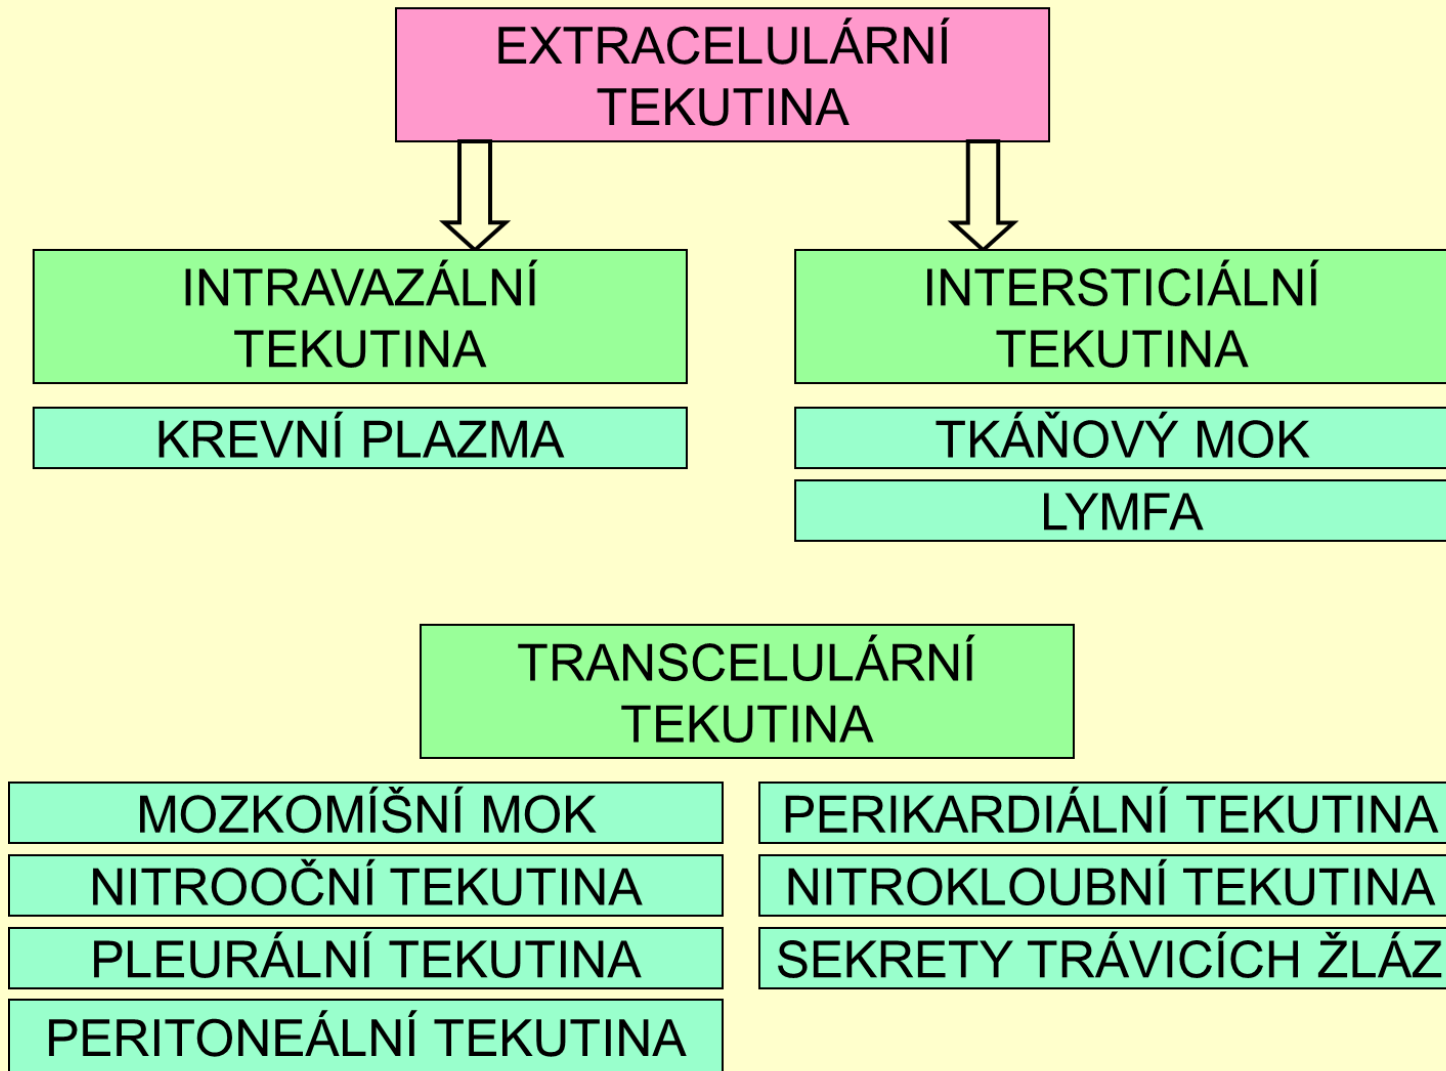 EXTRACELULÁRNÍ
TEKUTINA
INTRAVAZÁLNÍ
TEKUTINA
KREVNÍ PLAZMA
INTERSTICIÁLNÍ
TEKUTINA
TKÁŇOVÝ MOK
LYMFA
TRANSCELULÁRNÍ
TEKUTINA
MOZKOMÍŠNÍ MOK
NITROOČNÍ TEKUTINA
PLEURÁLNÍ TEKUTINA
PERITONEÁLNÍ TEKUTINA
PERIKARDIÁLNÍ TEKUTINA
NITROKLOUBNÍ TEKUTINA
SEKRETY TRÁVICÍCH ŽLÁZ